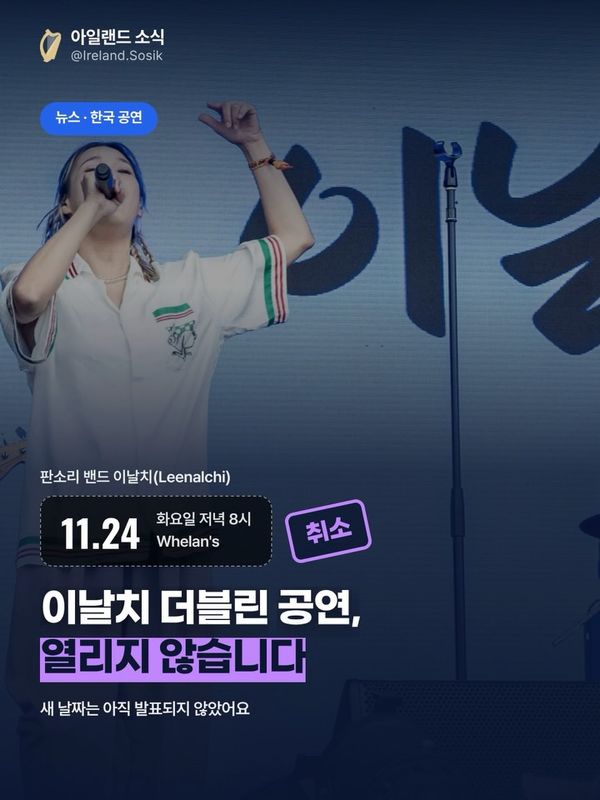 아일랜드 소식
@Ireland.Sosik
뉴스 · 한국 공연
이날
판소리 밴드 이날치(Leenalchi)
11.24
화요일 저녁 8시
Whelan's
취소
이날치 더블린 공연,
열리지 않습니다
새 날짜는 아직 발표되지 않았어요